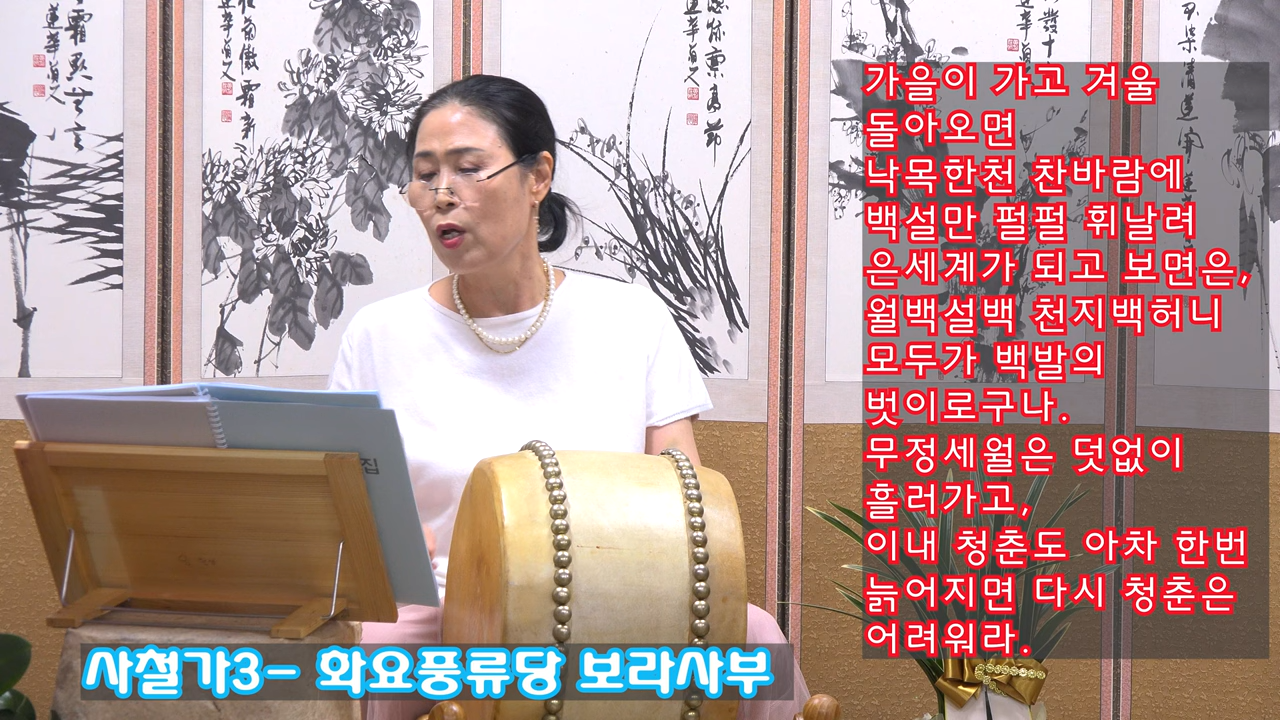 가을이 가고 겨울
돌아오면
낙목한천 찬바람에
백설만 펄펄 휘날려
은세계가 되고 보면은,
월백설백 천지백허니
모두가 백발의
벗이로구나.
무정세월은 덧없이
흘러가고,
이내 청춘도 아차 한번
늙어지면 다시 청춘은
어려워라.
집
사철가3- 화요풍류당 보라사부